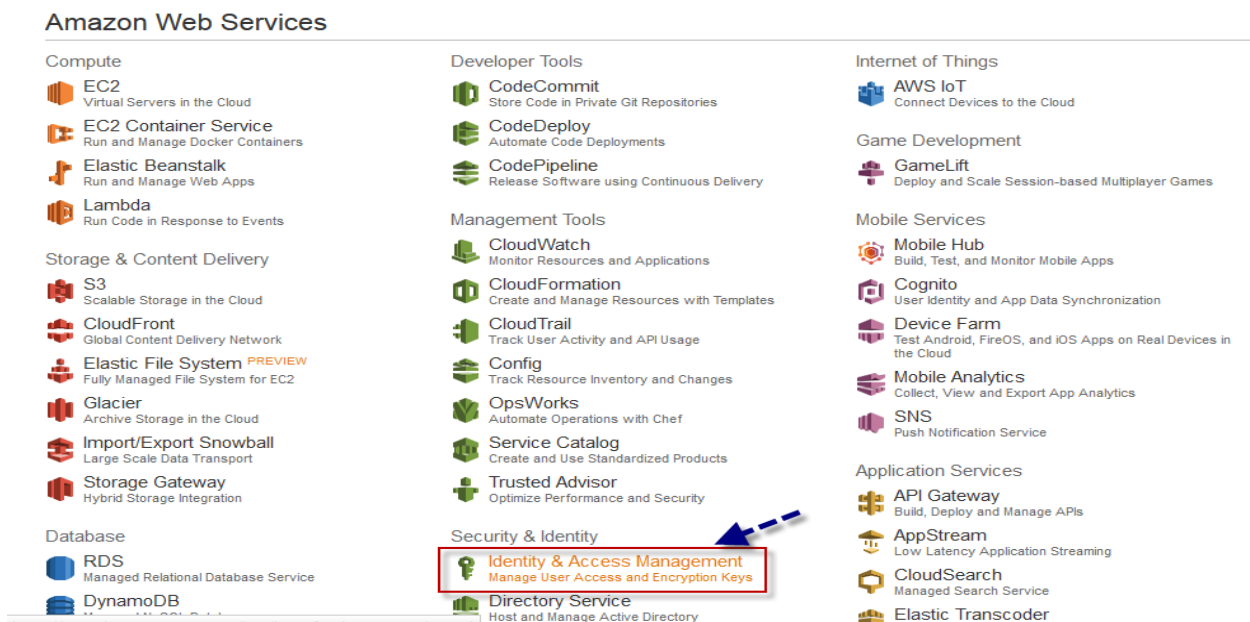 Amazon Web Services
Compute
EC2
Virtual Servers in the Cloud
EC2 Container Service
Run and Manage Docker Containers
Elastic Beanstalk
Run and Manage Web Apps
Lambda
Run Code in Response to Events
Storage & Content Delivery
S3
Scalable Storage in the Cloud
CloudFront
Global Content Delivery Network
Elastic File System PREVIEW
Fully Managed File System for EC2
Glacier
Archive Storage in the Cloud
Import/Export Snowball
Large Scale Data Transport
Storage Gateway
Hybrid Storage Integration
Database
RDS
Managed Relational Database Service
DynamoDB
Developer Tools
CodeCommit
Store Code in Private Git Repositories
CodeDeploy
Automate Code Deployments
CodePipeline
Release Software using Continuous Delivery
Management Tools
CloudWatch
Monitor Resources and Applications
CloudFormation
Create and Manage Resources with Templates
CloudTrail
Track User Activity and API Usage
Config
Track Resource Inventory and Changes
OpsWorks
Automate Operations with Chef
Service Catalog
Create and Use Standardized Products
Trusted Advisor
Optimize Performance and Security
Security & Identity
Identity & Access Management
Manage User Access and Encryption Keys
Directory Service
Host and Manage Active Directory
Internet of Things
AWS IoT
Connect Devices to the Cloud
Game Development
GameLift
Deploy and Scale Session-based Multiplayer Games
Mobile Services
Mobile Hub
Build, Test, and Monitor Mobile Apps
Cognito
User Identity and App Data Synchronization
Device Farm
Test Android, FireOS, and iOS Apps on Real Devices in
the Cloud
Mobile Analytics
Collect, View and Export App Analytics
SNS
Push Notification Service
Application Services
API Gateway
Build, Deploy and Manage APIs
AppStream
Low Latency Application Streaming
CloudSearch
Managed Search Service
Elastic Transcoder